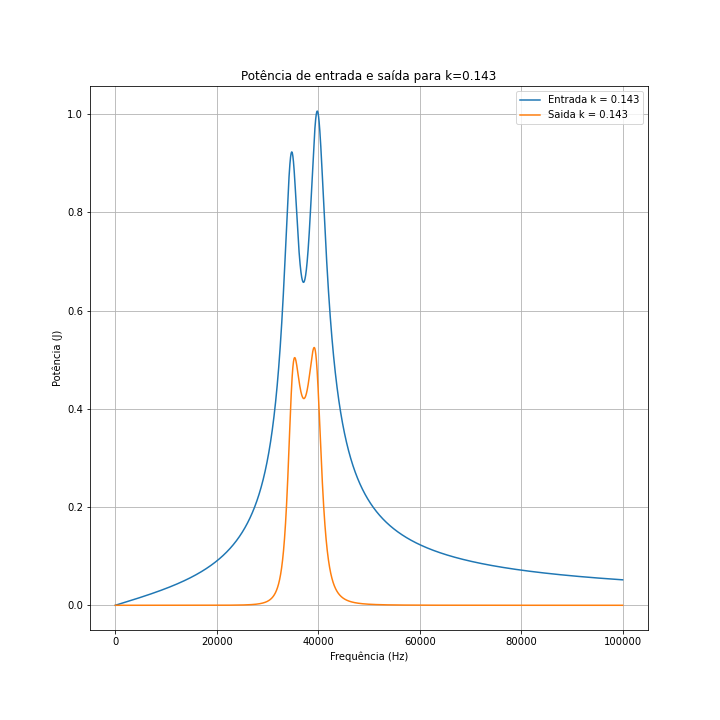 Potência de entrada e saída para k=0.143
Entrada k = 0.143
Saida k = 0.143
1.0
0.8
0.6
0.4
0.2
0.0
Potência (J)
0 20000 40000 60000 80000 100000
Frequência (Hz)